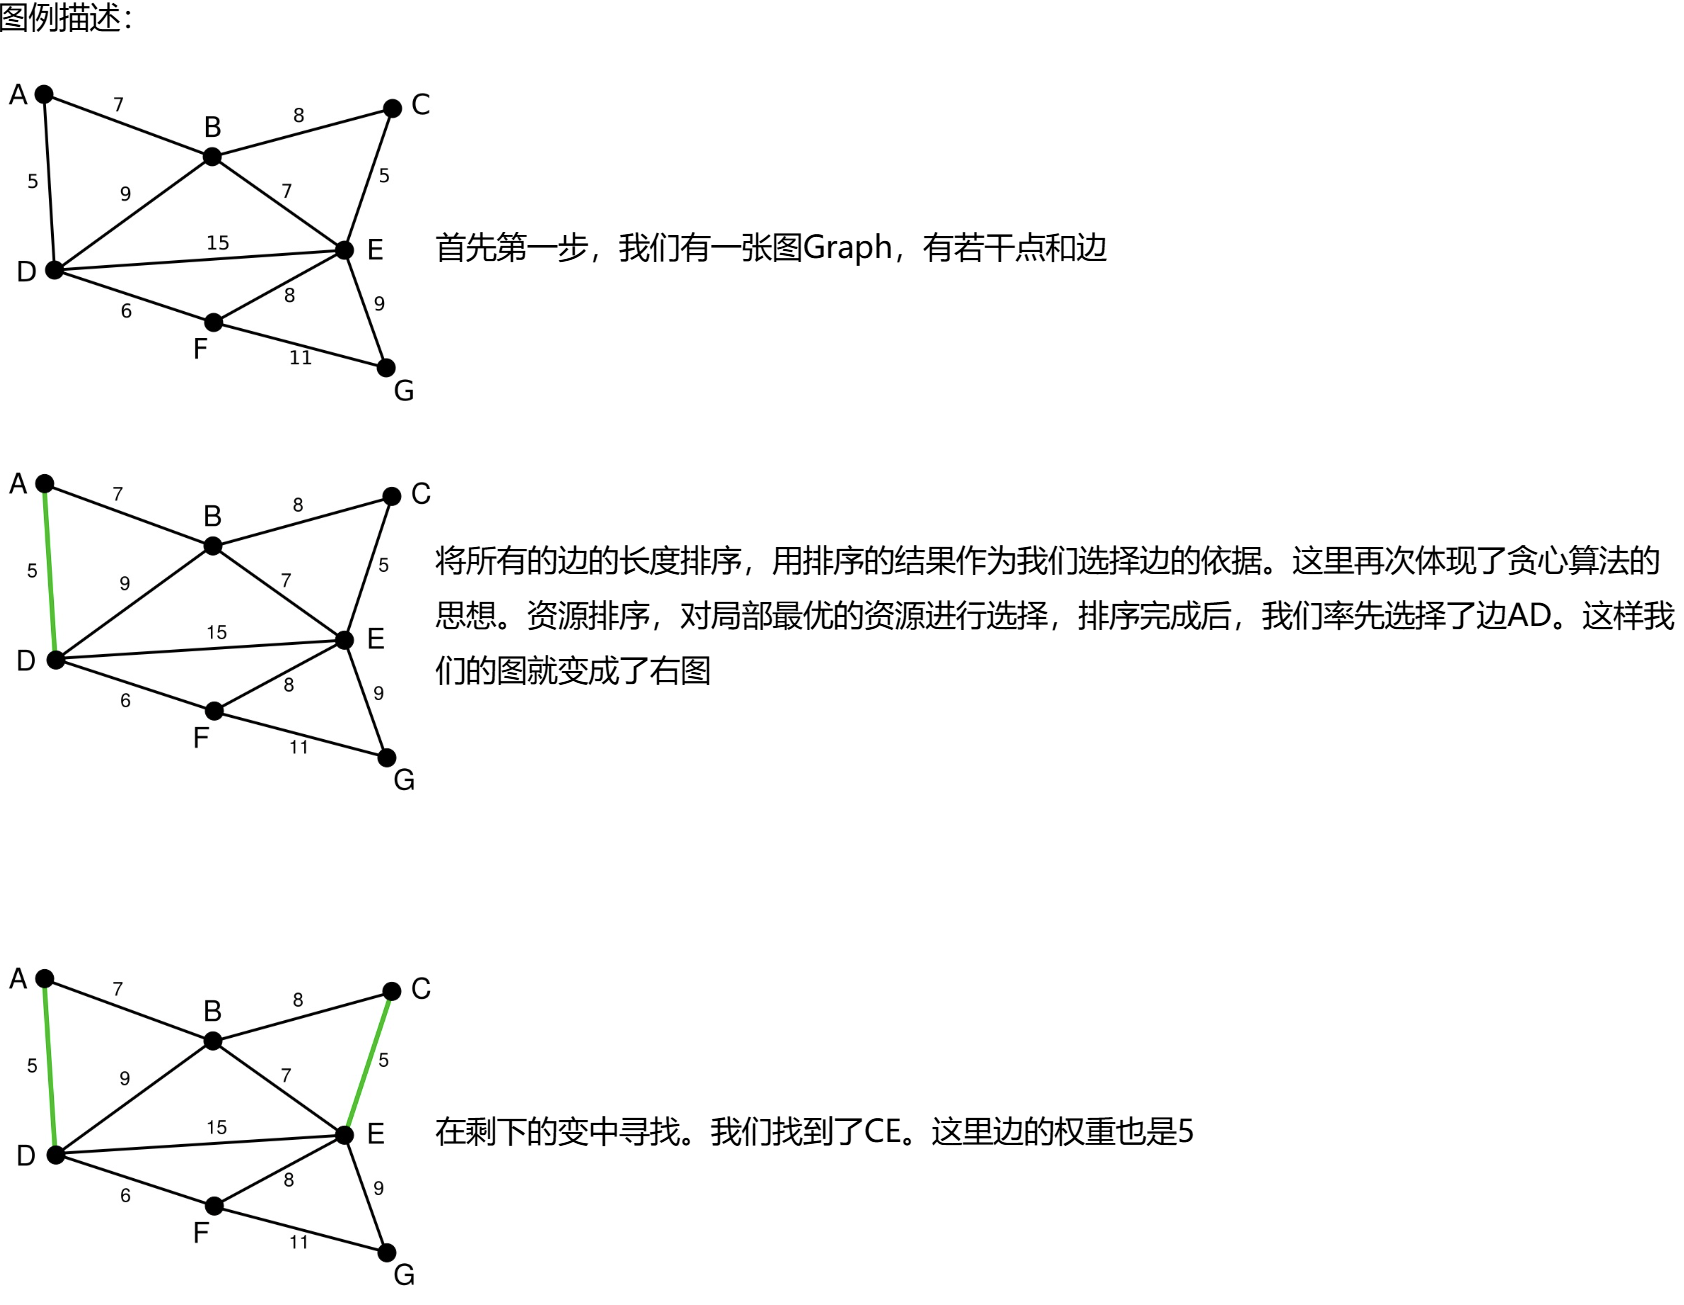 图例描述：
A
7
B
8
C
5
9
7
5
15
E
D
6
8
9
F
11
G
首先第一步，我们有一张图Graph，有若干点和边
A
7
B
8
C
5
9
7
5
15
E
D
6
8
9
F
11
G
将所有的边的长度排序，用排序的结果作为我们选择边的依据。这里再次体现了贪心算法的
思想。资源排序，对局部最优的资源进行选择，排序完成后，我们率先选择了边AD。这样我
们的图就变成了右图
A
7
B
8
C
5
9
7
5
15
E
D
6
8
9
F
11
G
在剩下的变中寻找。我们找到了CE。这里边的权重也是5